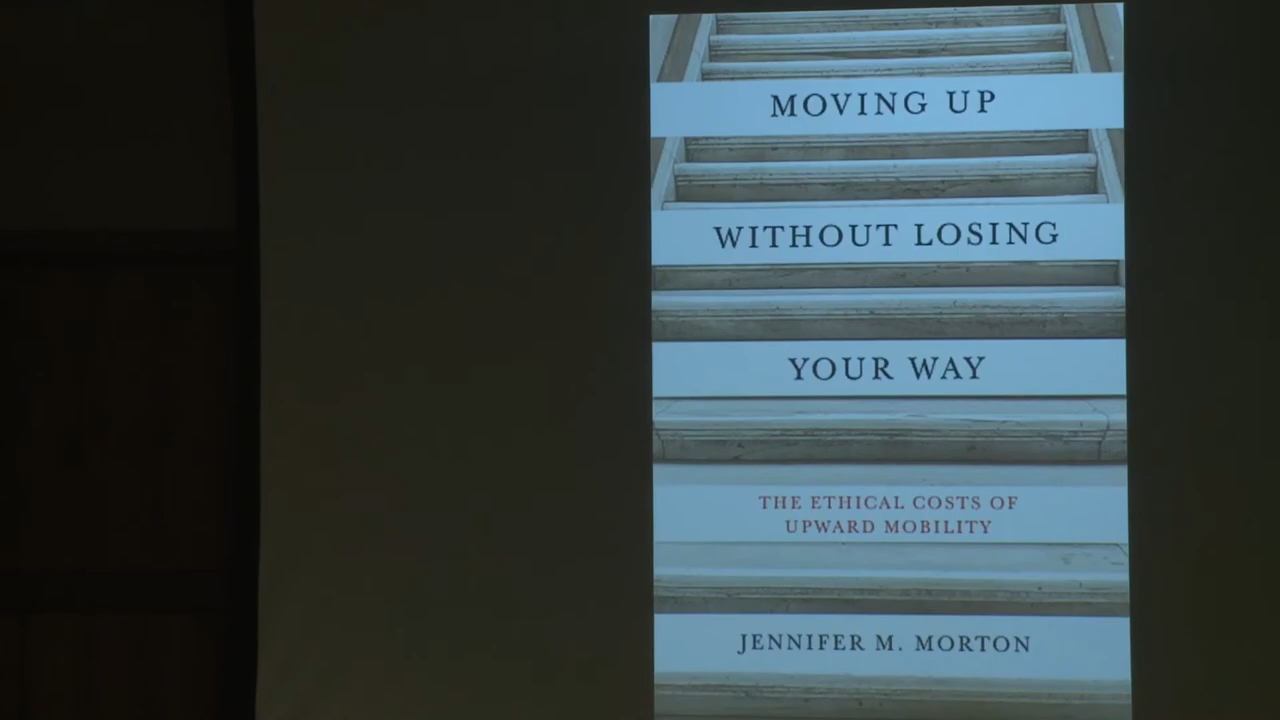 MOVING UP
WITHOUT LOSING
YOUR WAY
THE ETHICAL COSTS OF
UPWARD MOBILITY
JENNIFER M. MORTON